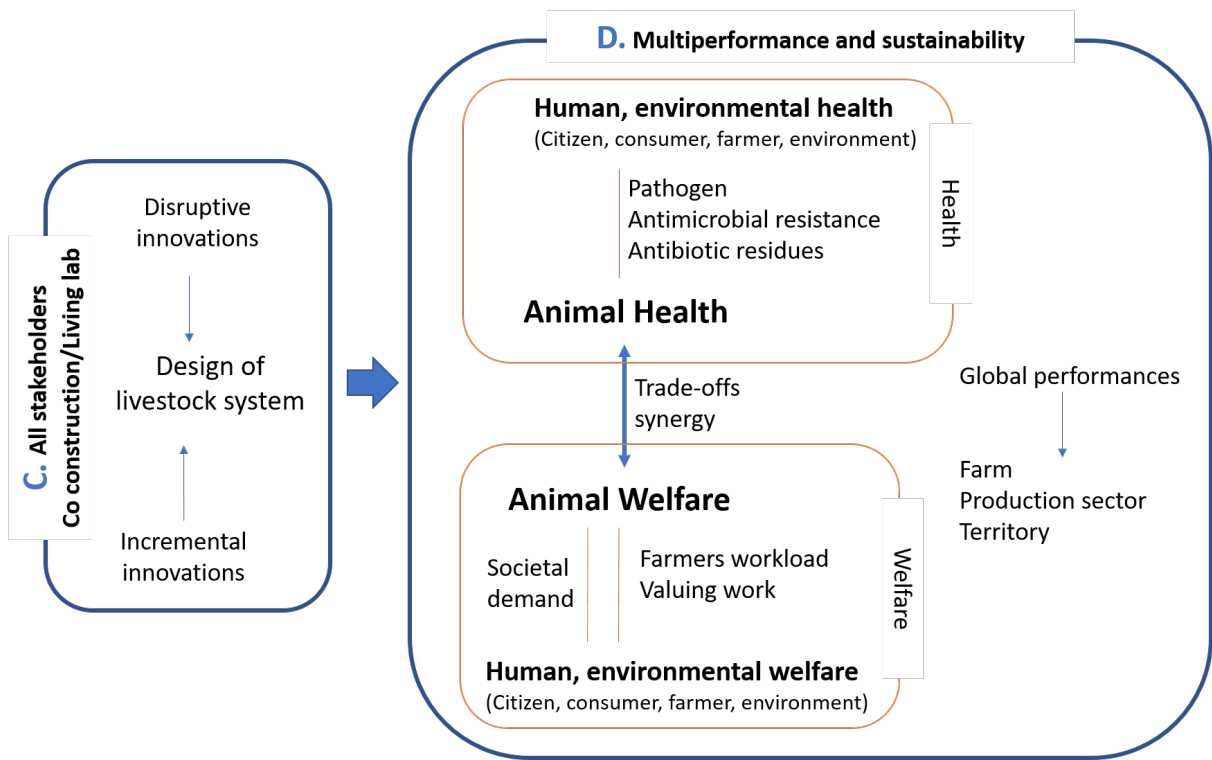 C. All stakeholders
Co construction/Living lab
Disruptive
innovations
Design of
livestock system
Incremental
innovations
D. Multiperformance and sustainability
Human, environmental health
(Citizen, consumer, farmer, environment)
Pathogen
Antimicrobial resistance
Antibiotic residues
Animal Health
Health
Trade-offs
synergy
Animal Welfare
Societal
demand
Farmers workload
Valuing work
Human, environmental welfare
(Citizen, consumer, farmer, environment)
Welfare
Global performances
Farm
Production sector
Territory